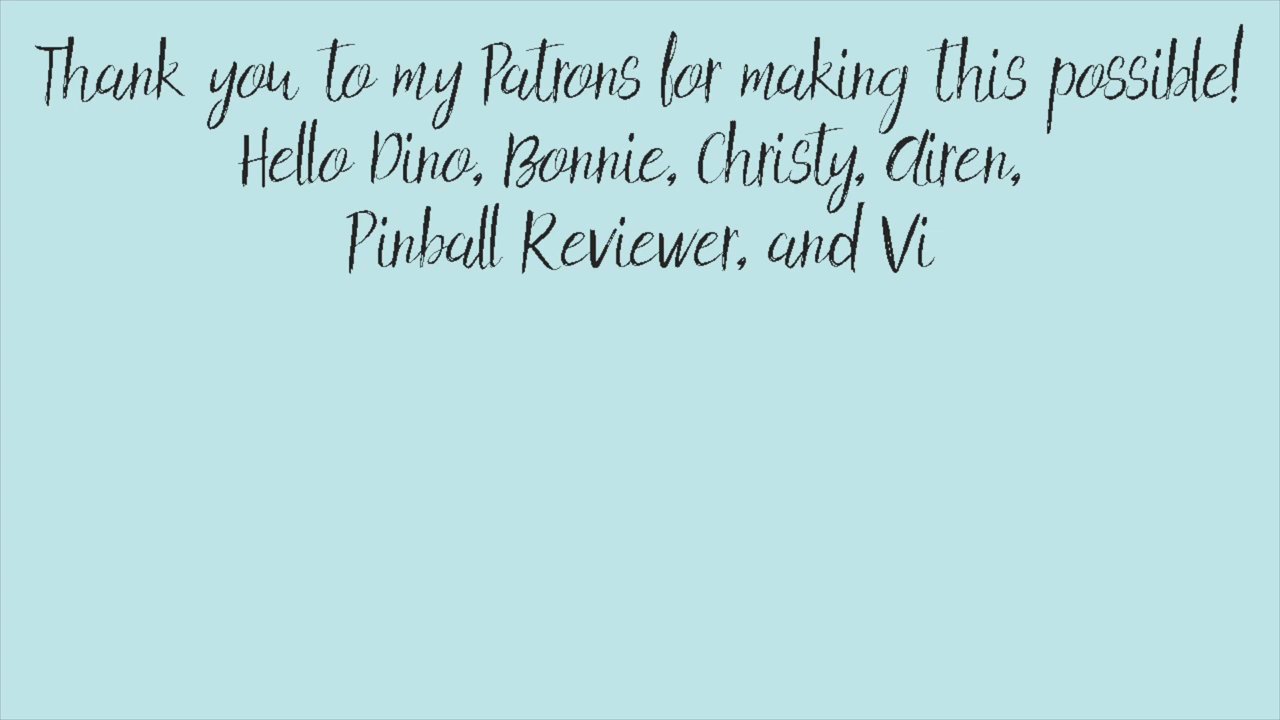 Thank you to my Patrons for making this possible!
Hello Dino, Bonnie, Christy, Airen,
Pinball Reviewer, and Vi